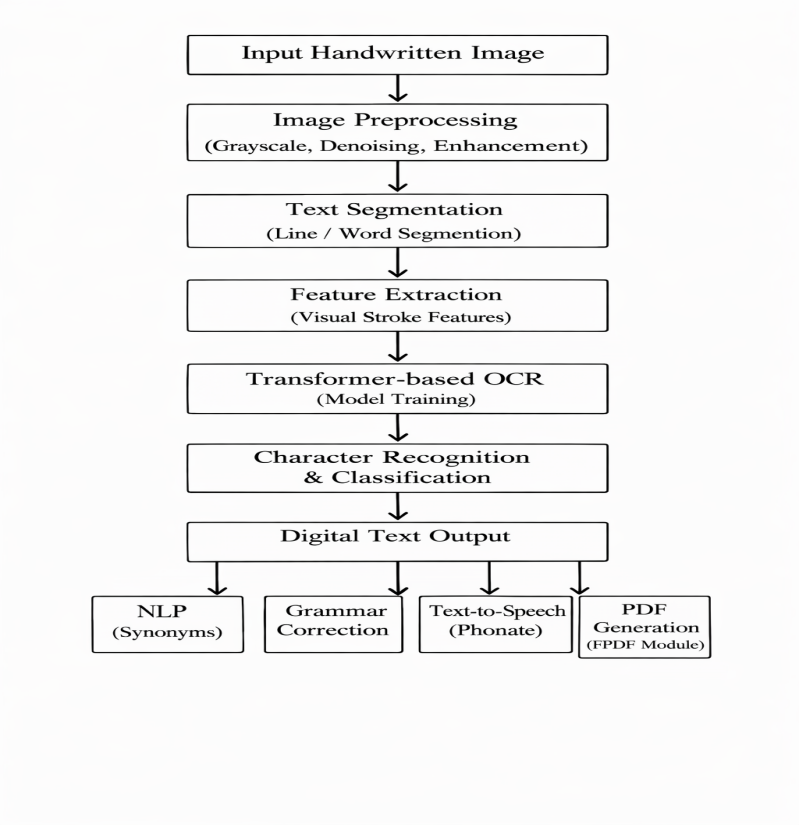 Input Handwritten Image
Image Preprocessing
(Grayscale, Denoising, Enhancement)
Text Segmentation
(Line / Word Segmention)
Feature Extraction
(Visual Stroke Features)
Transformer-based OCR
(Model Training)
Character Recognition
& Classification
Digital Text Output
NLP
(Synonyms)
Grammar
Correction
Text-to-Speech
(Phonate)
PDF
Generation
(FPDF Module)